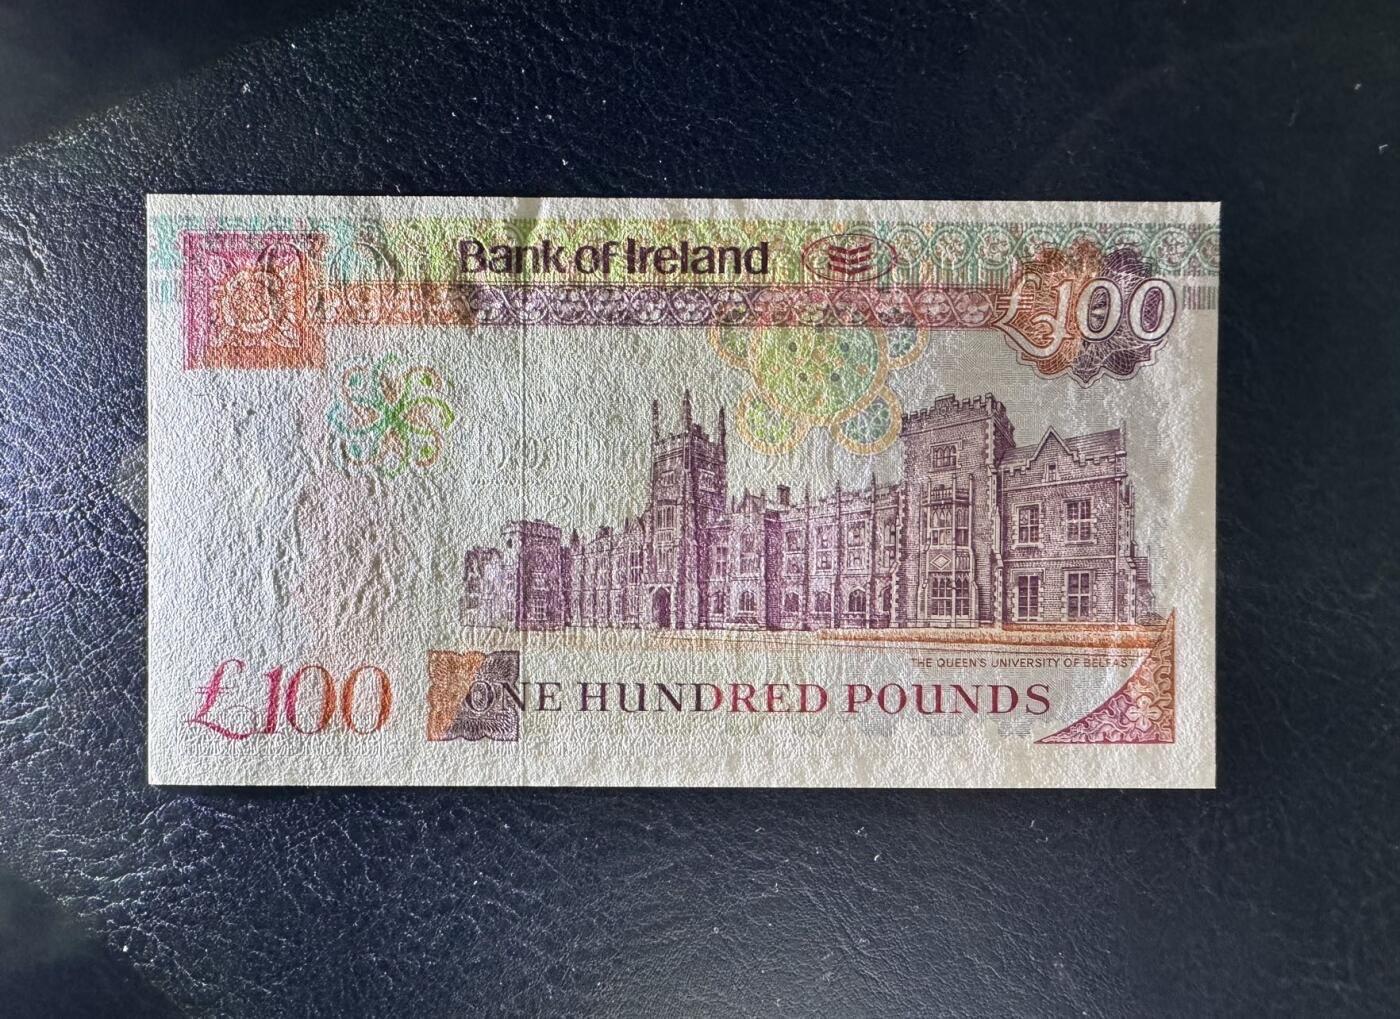 Bank of Ireland
£100
THE QUEEN'S UNIVERSITY OF BELFAST
£100
ONE HUNDRED POUNDS